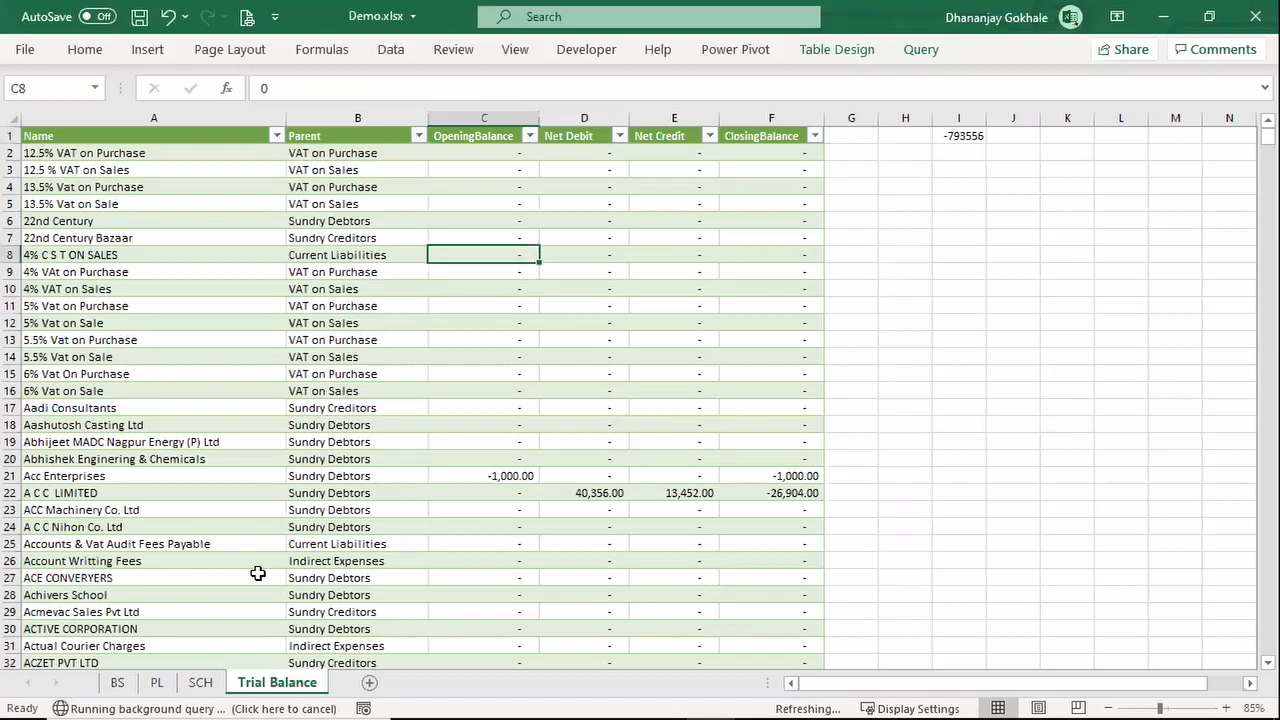 AutoSave Off Demo.xlsx Search Dhananjay Gokhale
File Home Insert Page Layout Formulas Data Review View Developer Help Power Pivot Table Design Query Share Comments
C8 fx 0
A B C D E F G H I J K L M N
1 Name Parent OpeningBalance Net Debit Net Credit ClosingBalance -793556
2 12.5% VAT on Purchase VAT on Purchase - - - -
3 12.5 % VAT on Sales VAT on Sales - - - -
4 13.5% Vat on Purchase VAT on Purchase - - - -
5 13.5% Vat on Sale VAT on Sales - - - -
6 22nd Century Sundry Debtors - - - -
7 22nd Century Bazaar Sundry Creditors - - - -
8 4% C S T ON SALES Current Liabilities - - - -
9 4% VAt on Purchase VAT on Purchase - - - -
10 4% VAT on Sales VAT on Sales - - - -
11 5% Vat on Purchase VAT on Purchase - - - -
12 5% Vat on Sale VAT on Sales - - - -
13 5.5% Vat on Purchase VAT on Purchase - - - -
14 5.5% Vat on Sale VAT on Sales - - - -
15 6% Vat On Purchase VAT on Purchase - - - -
16 6% Vat on Sale VAT on Sales - - - -
17 Aadi Consultants Sundry Creditors - - - -
18 Aashutosh Casting Ltd Sundry Debtors - - - -
19 Abhijeet MADC Nagpur Energy (P) Ltd Sundry Debtors - - - -
20 Abhishek Enginering & Chemicals Sundry Debtors - - - -
21 Acc Enterprises Sundry Debtors -1,000.00 - - -1,000.00
22 A C C LIMITED Sundry Debtors - 40,356.00 13,452.00 -26,904.00
23 ACC Machinery Co. Ltd Sundry Debtors - - - -
24 A C C Nihon Co. Ltd Sundry Debtors - - - -
25 Accounts & Vat Audit Fees Payable Current Liabilities - - - -
26 Account Writting Fees Indirect Expenses - - - -
27 ACE CONVERYERS Sundry Debtors - - - -
28 Achivers School Sundry Debtors - - - -
29 Acmevac Sales Pvt Ltd Sundry Creditors - - - -
30 ACTIVE CORPORATION Sundry Debtors - - - -
31 Actual Courier Charges Indirect Expenses - - - -
32 ACZET PVT LTD Sundry Creditors - - - -
BS PL SCH Trial Balance
Ready Running background query ... (Click here to cancel) Refreshing... Display Settings 85%